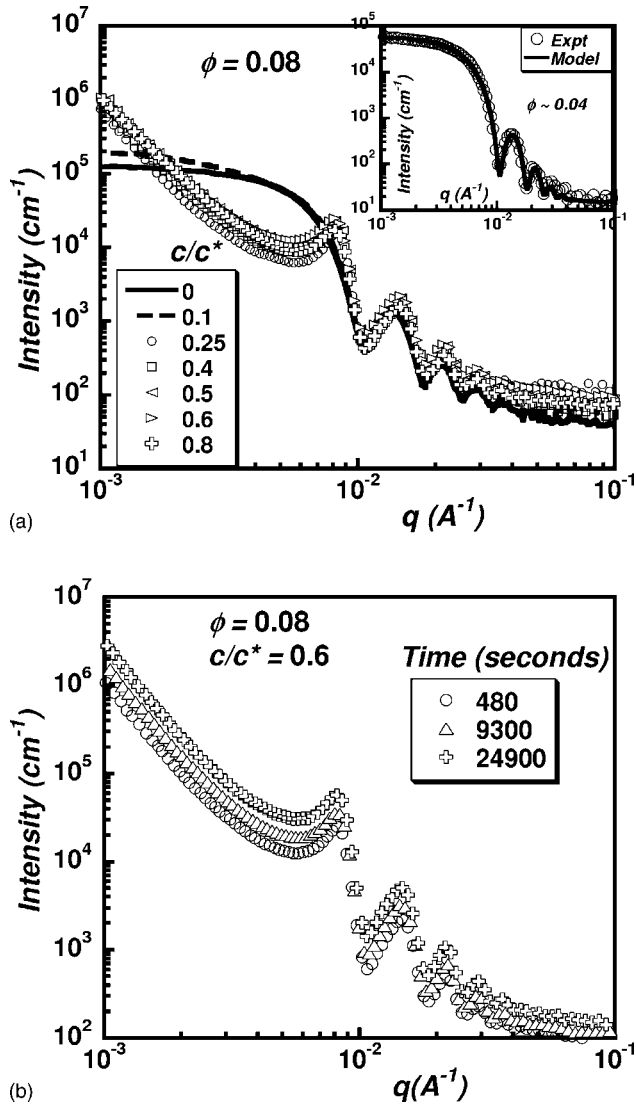 10^7
10^6
10^5
10^4
10^3
10^2
10^1
Intensity (cm^-1)
ϕ = 0.08
10^5
10^4
10^3
10^2
10^1
Intensity (cm^-1)
Expt
Model
ϕ ~ 0.04
q (A^-1)
10^-3
10^-2
10^-1
c/c*
0
0.1
0.25
0.4
0.5
0.6
0.8
10^-3
10^-2
10^-1
q (A^-1)
(a)
10^7
10^6
10^5
10^4
10^3
10^2
Intensity (cm^-1)
ϕ = 0.08
c/c* = 0.6
Time (seconds)
480
9300
24900
10^-3
10^-2
10^-1
q(A^-1)
(b)